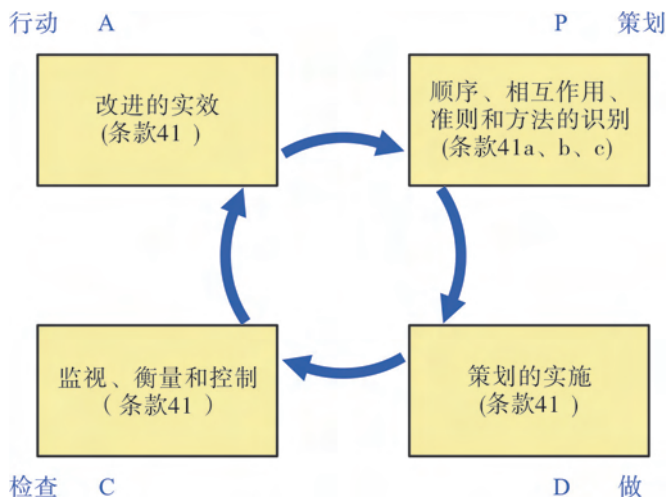 行动 A
P 策划
改进的实效
(条款41 )
顺序、相互作用、
准则和方法的识别
(条款41a、b、c)
监视、衡量和控制
( 条款41 )
策划的实施
(条款41 )
检查 C
D 做